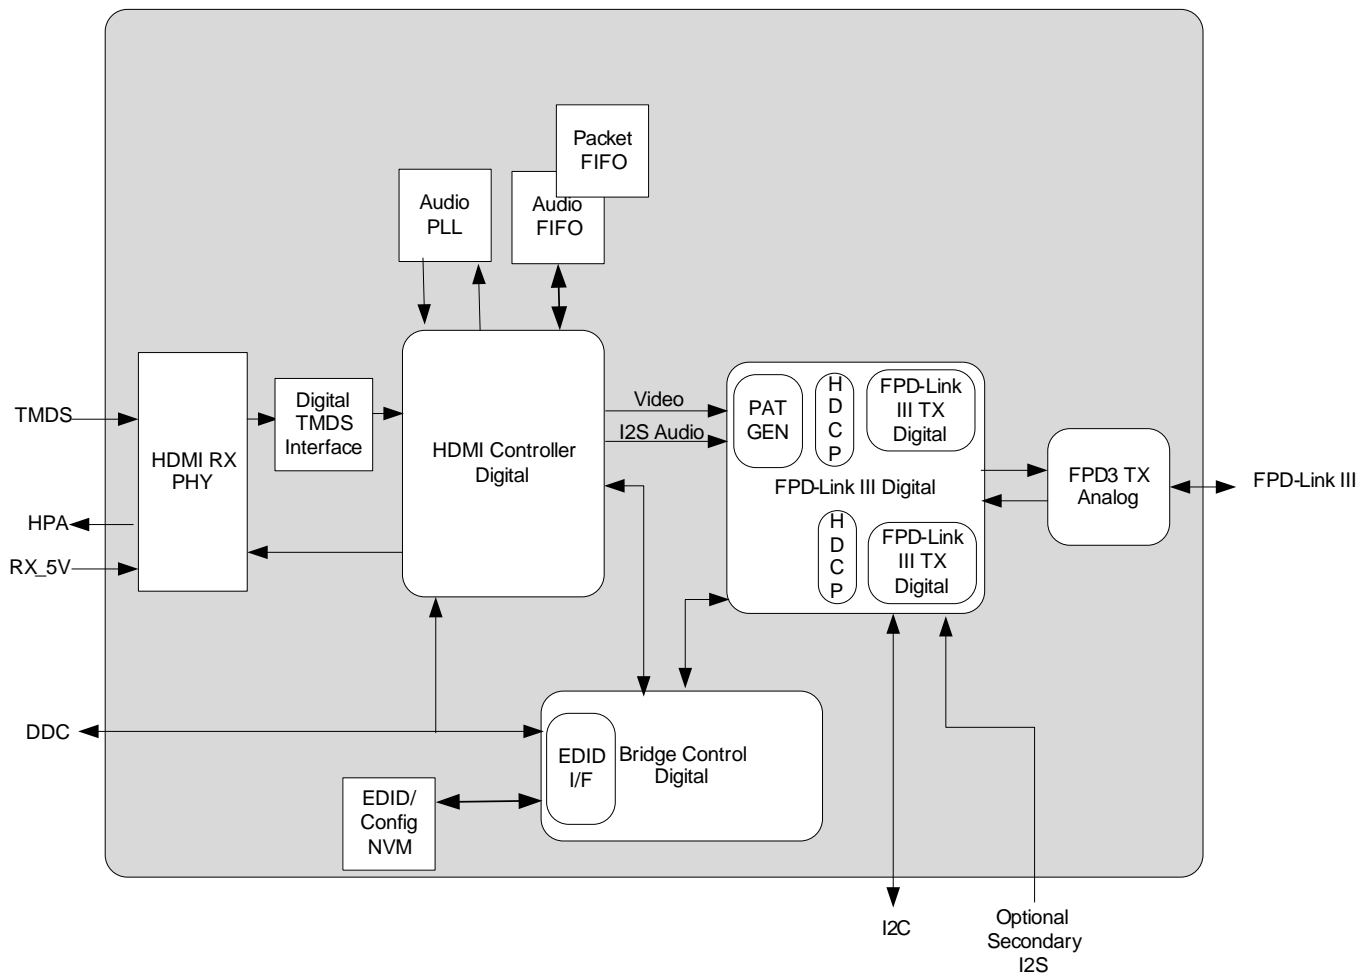 Packet
FIFO
Audio
PLL
Audio
FIFO
TMDS
HPA
RX_5V
HDMI RX
PHY
Digital
TMDS
Interface
HDMI Controller
Digital
Video
I2S Audio
PAT
GEN
H
D
C
P
FPD-Link
III TX
Digital
FPD-Link III Digital
H
D
C
P
FPD-Link
III TX
Digital
FPD3 TX
Analog
FPD-Link III
DDC
EDID
I/F
Bridge Control
Digital
EDID/
Config
NVM
I2C
Optional
Secondary
I2S